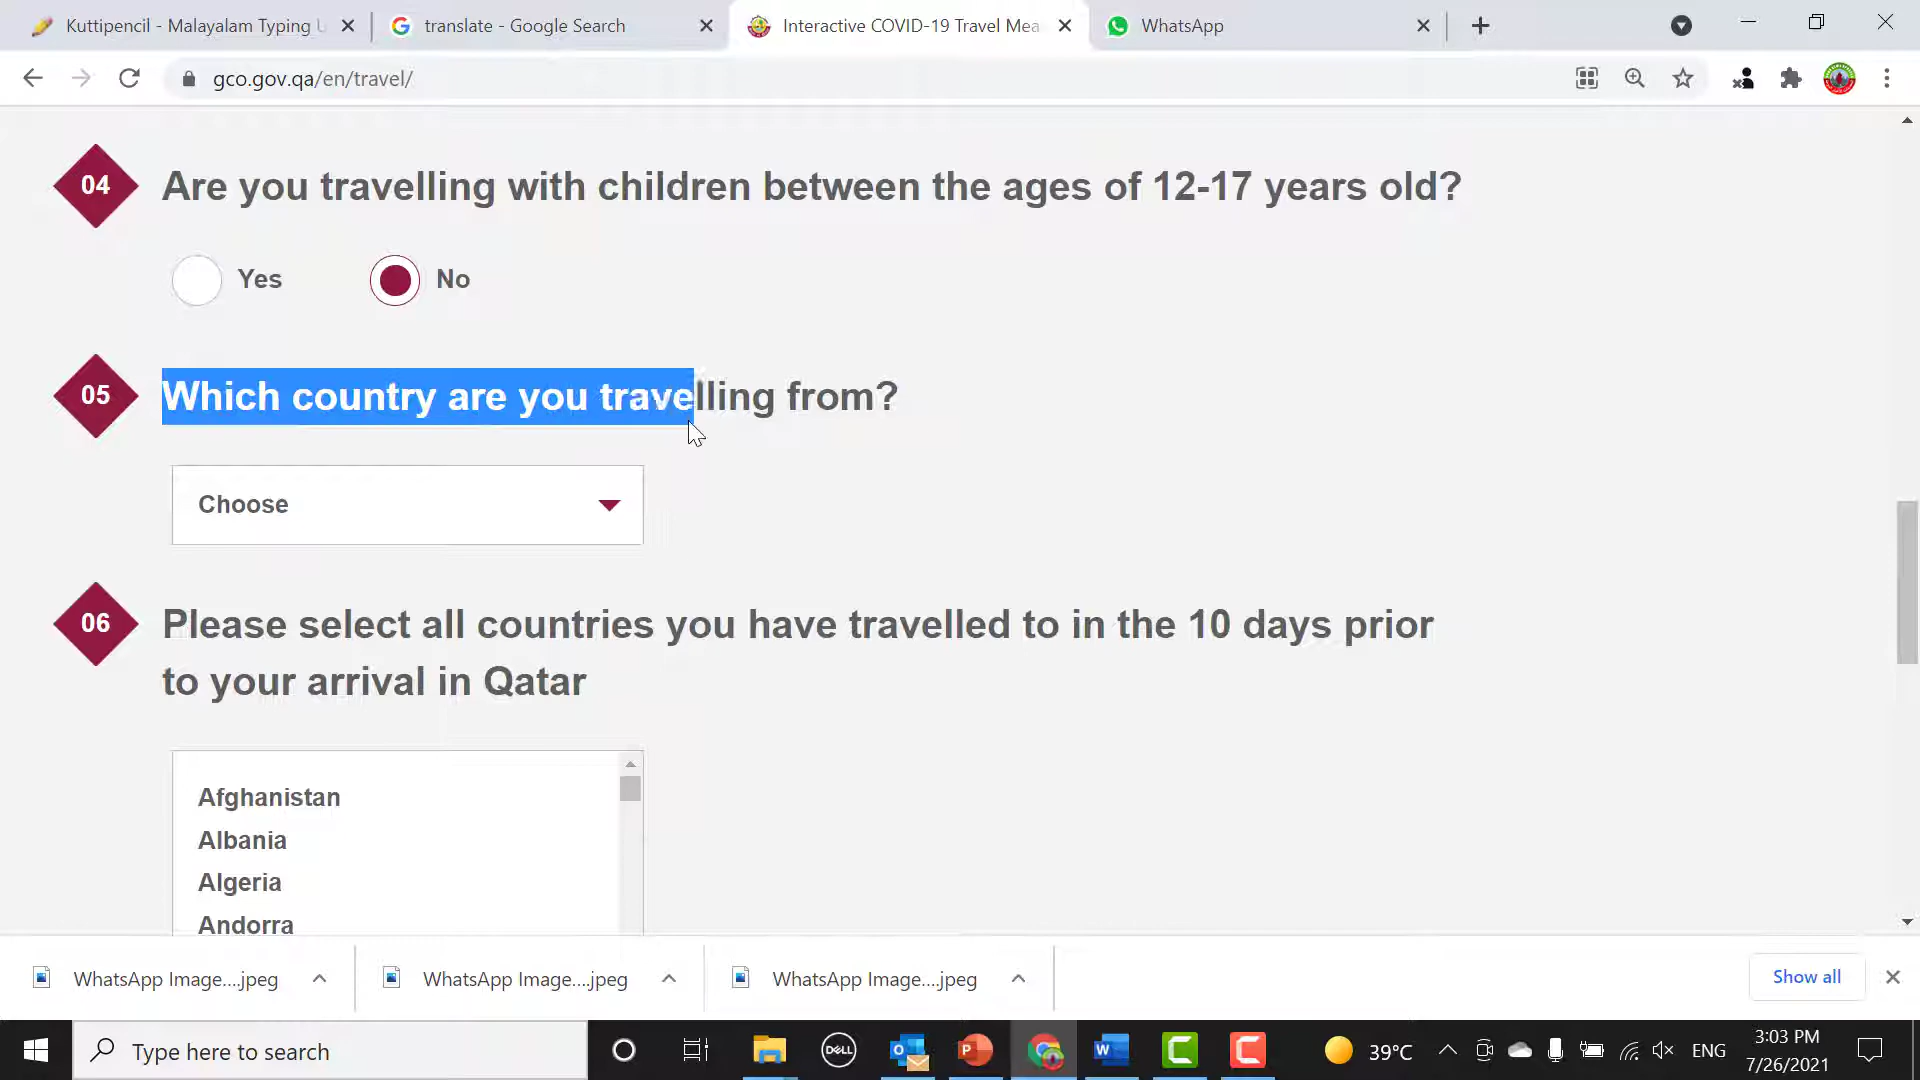 Kuttipencil - Malayalam Typing U
translate - Google Search
Interactive COVID-19 Travel Mea
WhatsApp
gco.gov.qa/en/travel/
04
Are you travelling with children between the ages of 12-17 years old?
Yes
No
05
Which country are you travelling from?
Choose
06
Please select all countries you have travelled to in the 10 days prior
to your arrival in Qatar
Afghanistan
Albania
Algeria
Andorra
WhatsApp Image....jpeg
WhatsApp Image....jpeg
WhatsApp Image....jpeg
Show all
Type here to search
DELL
39°C
ENG
3:03 PM
7/26/2021